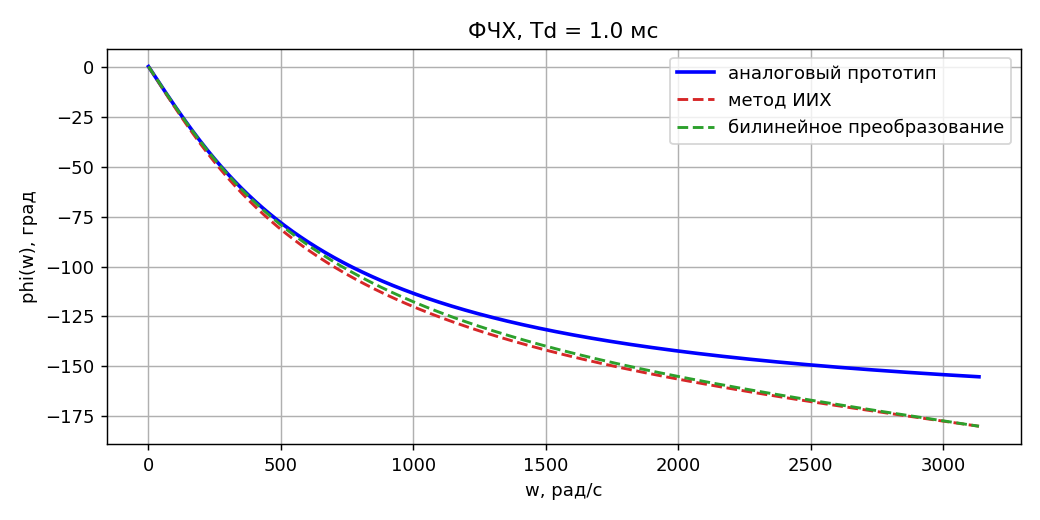 ФЧХ, Td = 1.0 мс
аналоговый прототип
метод ИИХ
билинейное преобразование
phi(w), град
0
−25
−50
−75
−100
−125
−150
−175
0 500 1000 1500 2000 2500 3000
w, рад/с